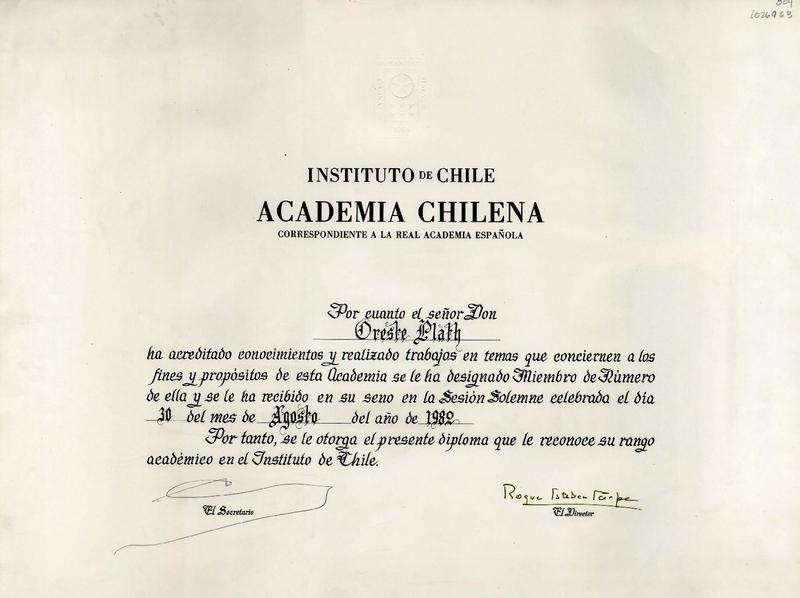 1026963
INSTITUTO DE CHILE
ACADEMIA CHILENA
CORRESPONDIENTE A LA REAL ACADEMIA ESPAÑOLA
Por cuanto el señor Don
Oreste Plath
ha acreditado conocimientos y realizado trabajos en temas que conciernen a los
fines y propósitos de esta Academia se le ha designado Miembro de Número
de ella y se le ha recibido en su seno en la Sesión Solemne celebrada el día
30 del mes de Agosto del año de 1982
Por tanto, se le otorga el presente diploma que le reconoce su rango
académico en el Instituto de Chile.
Roque Esteban Scarpa
El Secretario
El Director